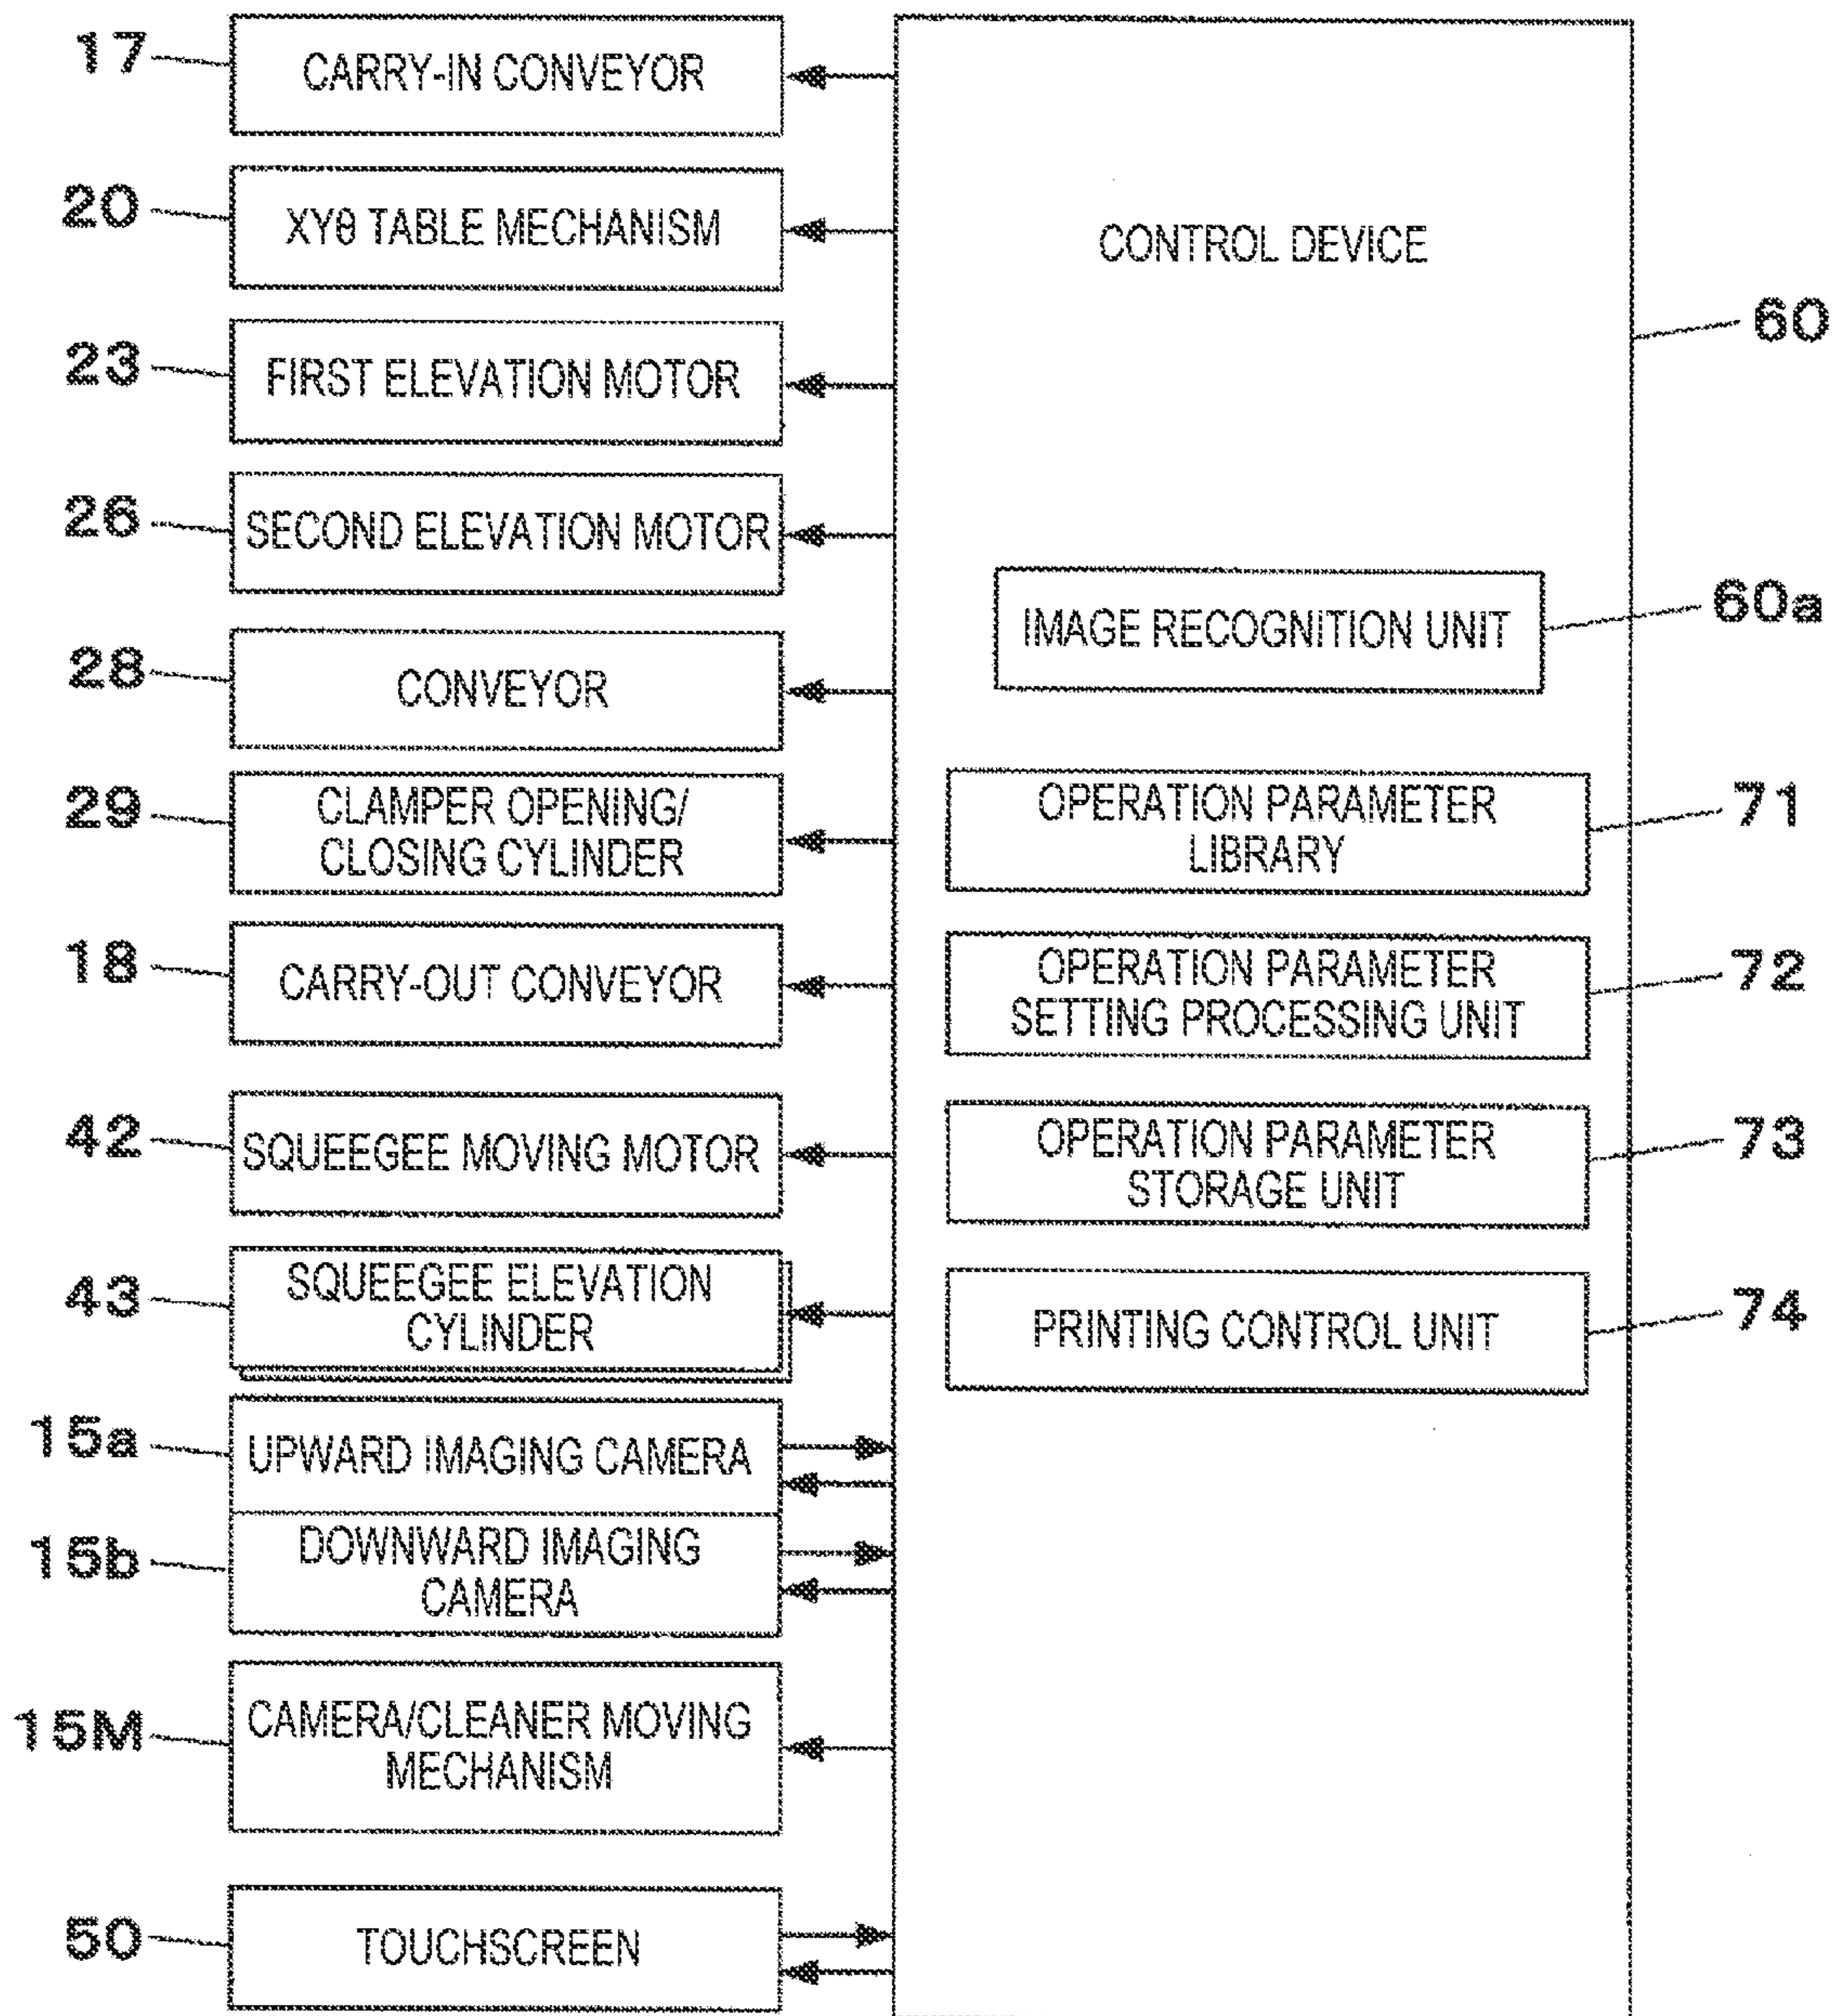 17
CARRY-IN CONVEYOR
20
XYθ TABLE MECHANISM
23
FIRST ELEVATION MOTOR
26
SECOND ELEVATION MOTOR
28
CONVEYOR
29
CLAMPER OPENING/
CLOSING CYLINDER
18
CARRY-OUT CONVEYOR
42
SQUEEGEE MOVING MOTOR
43
SQUEEGEE ELEVATION
CYLINDER
15a
UPWARD IMAGING CAMERA
15b
DOWNWARD IMAGING
CAMERA
15M
CAMERA/CLEANER MOVING
MECHANISM
50
TOUCHSCREEN
CONTROL DEVICE
60
IMAGE RECOGNITION UNIT
60a
OPERATION PARAMETER
LIBRARY
71
OPERATION PARAMETER
SETTING PROCESSING UNIT
72
OPERATION PARAMETER
STORAGE UNIT
73
PRINTING CONTROL UNIT
74